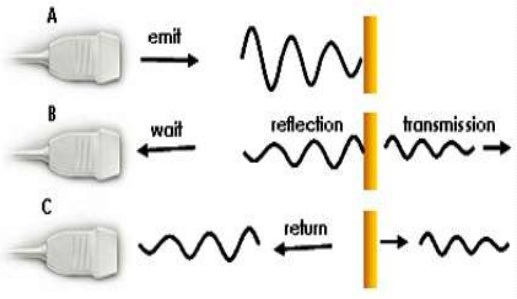 A
emit
B
wait
reflection
transmission
C
return